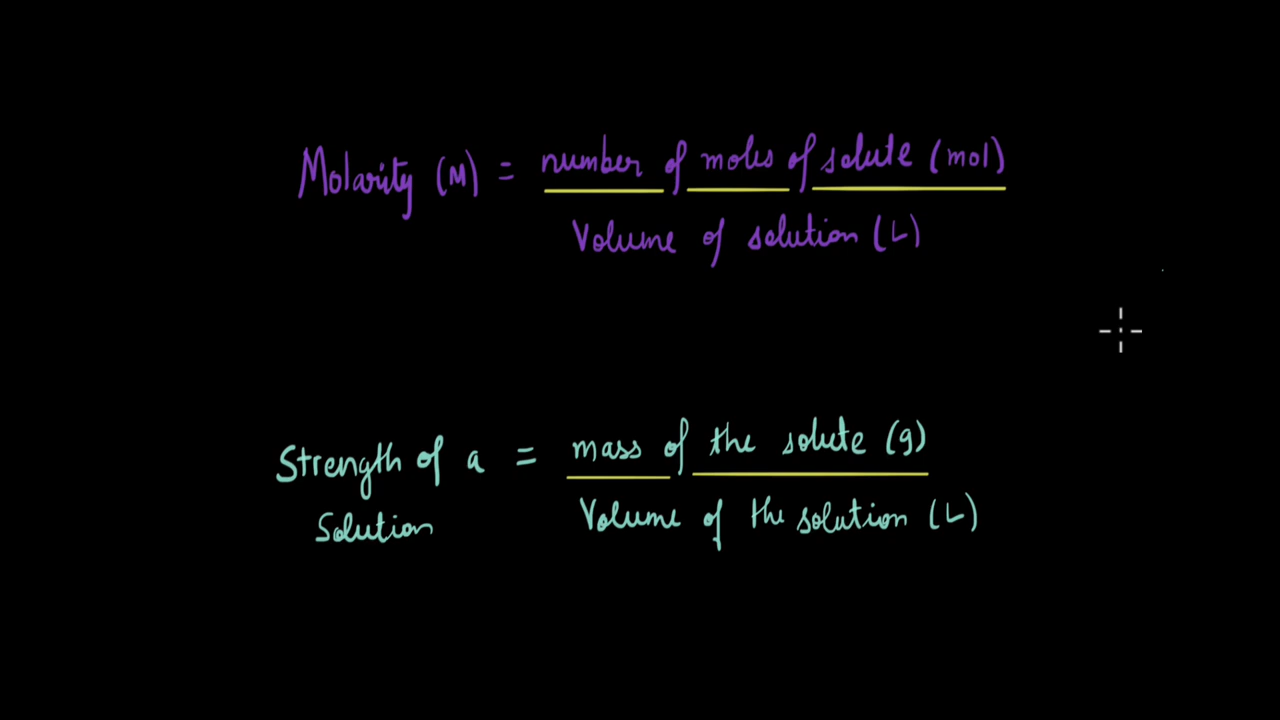 Molarity (M) = number of moles of solute (mol)
Volume of solution (L)
Strength of a = mass of the solute (g)
Solution
Volume of the solution (L)